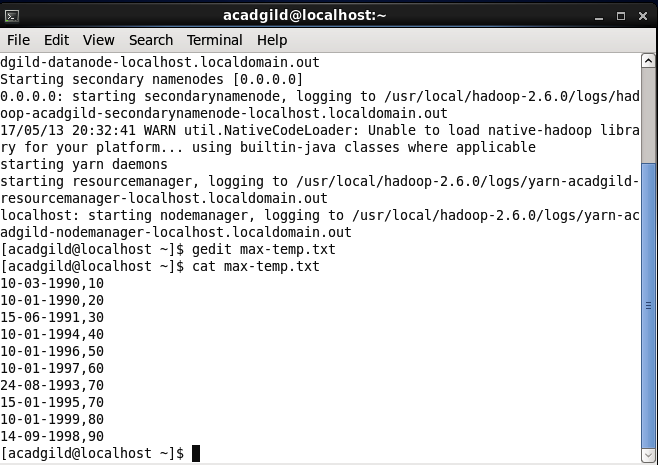 acadgild@localhost:~
File Edit View Search Terminal Help
dgild-datanode-localhost.localdomain.out
Starting secondary namenodes [0.0.0.0]
0.0.0.0: starting secondarynamenode, logging to /usr/local/hadoop-2.6.0/logs/had
oop-acadgild-secondarynamenode-localhost.localdomain.out
17/05/13 20:32:41 WARN util.NativeCodeLoader: Unable to load native-hadoop libra
ry for your platform... using builtin-java classes where applicable
starting yarn daemons
starting resourcemanager, logging to /usr/local/hadoop-2.6.0/logs/yarn-acadgild-
resourcemanager-localhost.localdomain.out
localhost: starting nodemanager, logging to /usr/local/hadoop-2.6.0/logs/yarn-ac
adgild-nodemanager-localhost.localdomain.out
[acadgild@localhost ~]$ gedit max-temp.txt
[acadgild@localhost ~]$ cat max-temp.txt
10-03-1990,10
10-01-1990,20
15-06-1991,30
10-01-1994,40
10-01-1996,50
10-01-1997,60
24-08-1993,70
15-01-1995,70
10-01-1999,80
14-09-1998,90
[acadgild@localhost ~]$